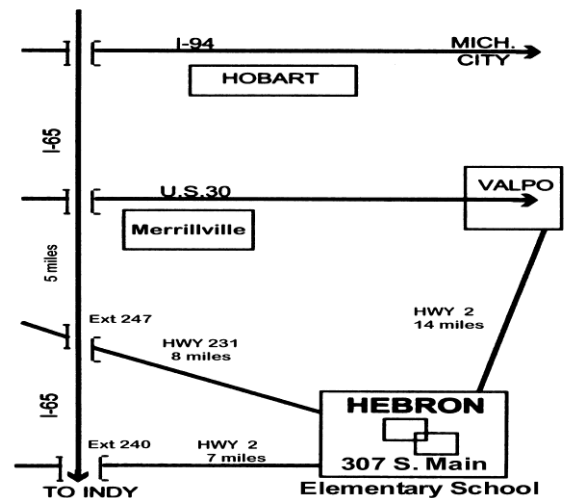 I-94
MICH.
CITY
HOBART
I-65
U.S.30
VALPO
Merrillville
5 miles
Ext 247
HWY 2
14 miles
HWY 231
8 miles
I-65
HEBRON
Ext 240
HWY 2
7 miles
307 S. Main
TO INDY
Elementary School